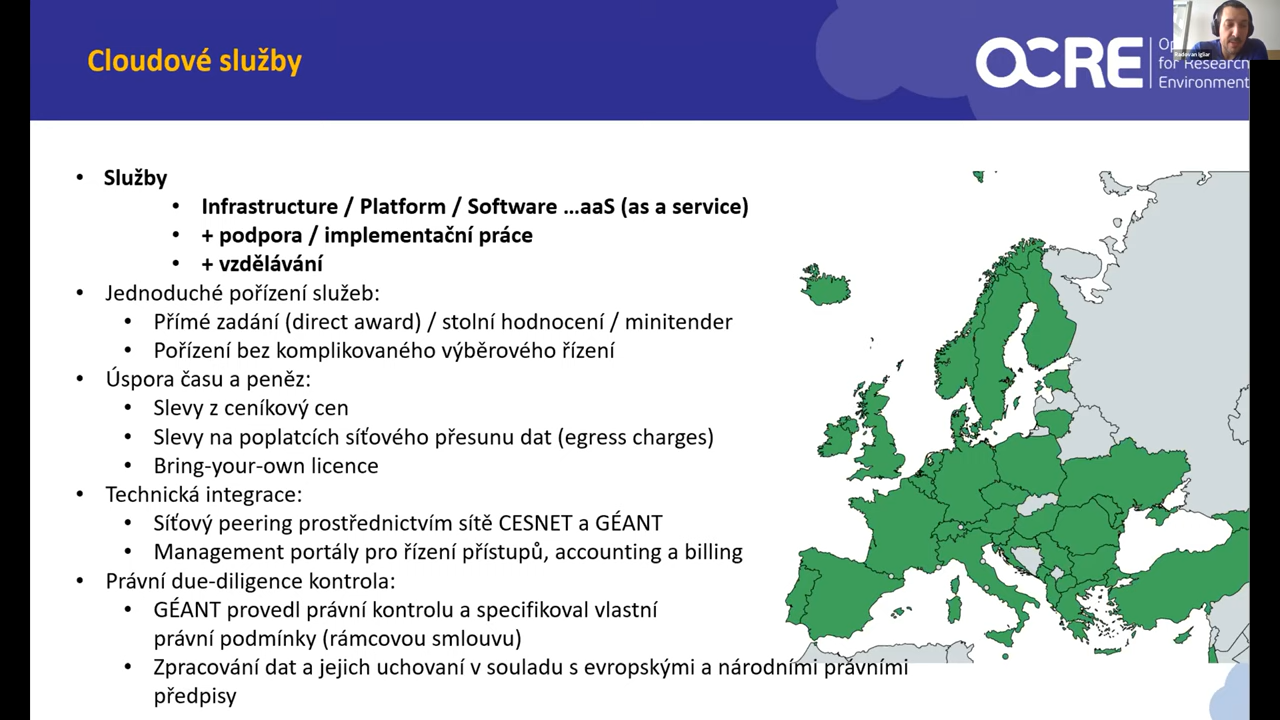 Cloudové služby
OCRE
Op
for Research
Environment
Radovan Igliar
• Služby
• Infrastructure / Platform / Software ...aaS (as a service)
• + podpora / implementační práce
• + vzdělávání
• Jednoduché pořízení služeb:
• Přímé zadání (direct award) / stolní hodnocení / minitender
• Pořízení bez komplikovaného výběrového řízení
• Úspora času a peněz:
• Slevy z ceníkový cen
• Slevy na poplatcích síťového přesunu dat (egress charges)
• Bring-your-own licence
• Technická integrace:
• Síťový peering prostřednictvím sítě CESNET a GÉANT
• Management portály pro řízení přístupů, accounting a billing
• Právní due-diligence kontrola:
• GÉANT provedl právní kontrolu a specifikoval vlastní
právní podmínky (rámcovou smlouvu)
• Zpracování dat a jejich uchovaní v souladu s evropskými a národními právními
předpisy